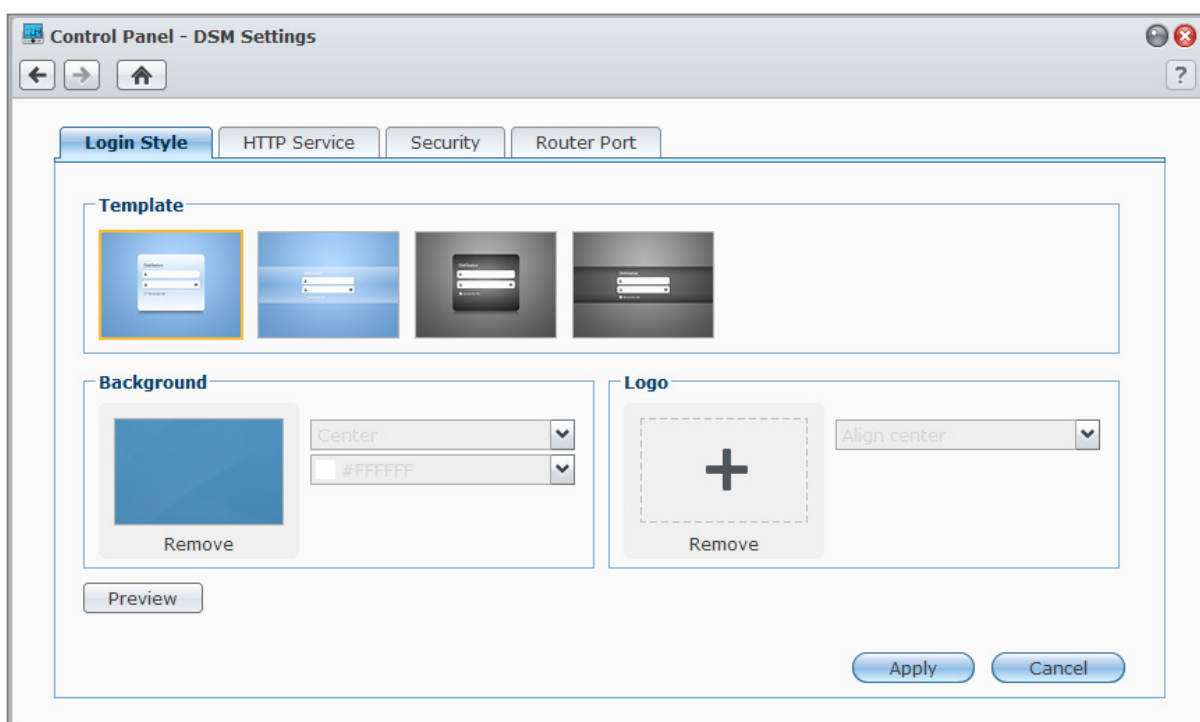 Control Panel - DSM Settings
?
Login Style HTTP Service Security Router Port
Template
Background
Logo
Center
Align center
#FFFFFF
Remove
Remove
Preview
Apply Cancel